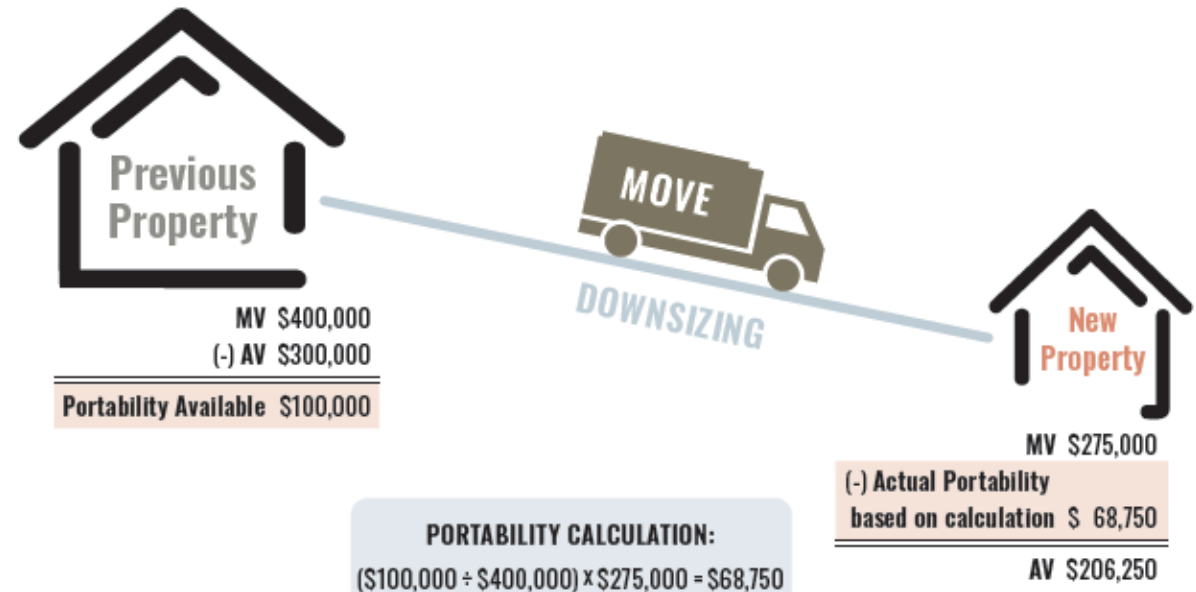 Previous
Property
MOVE
DOWNSIZING
MV $400,000
(-) AV $300,000
Portability Available $100,000
New
Property
MV $275,000
(-) Actual Portability
based on calculation $ 68,750
AV $206,250
PORTABILITY CALCULATION:
($100,000 ÷ $400,000) x $275,000 = $68,750